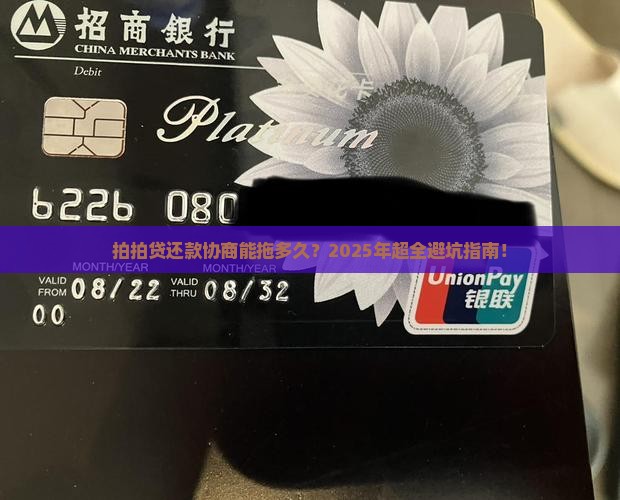 招商银行
CHINA MERCHANTS BANK
Debit
Platinum
6226 080
拍拍贷还款协商能拖多久？2025年超全避坑指南！
MONTH/YEAR MONTH/YEAR
VALID FROM 08/22 VALID THRU 08/32
00
UnionPay
银联